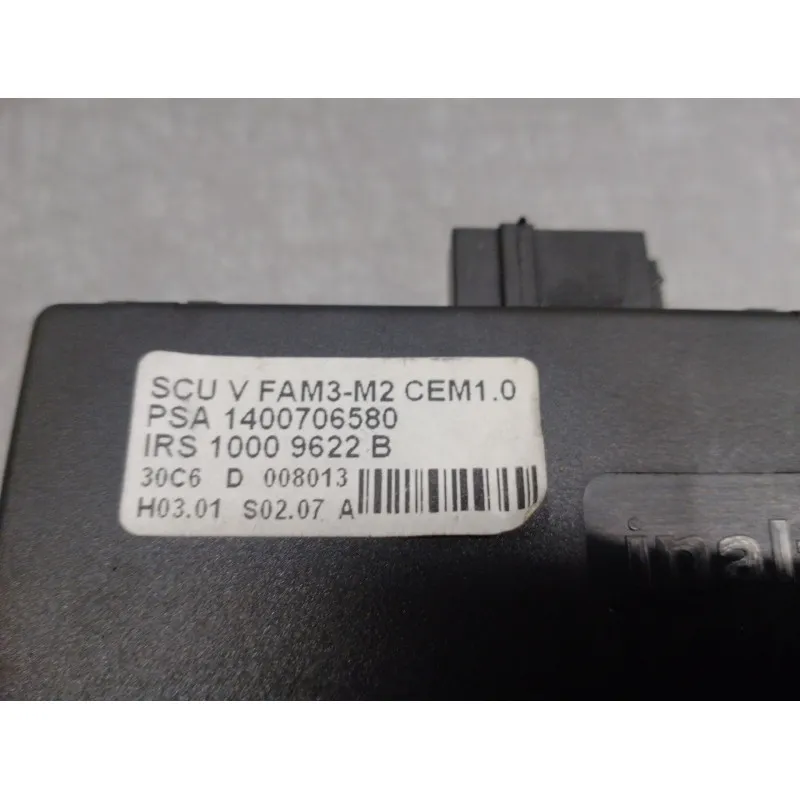 SCU V FAM3-M2 CEM1.0
PSA 1400706580
IRS 1000 9622 B
30C6 D 008013
H03.01 S02.07 A